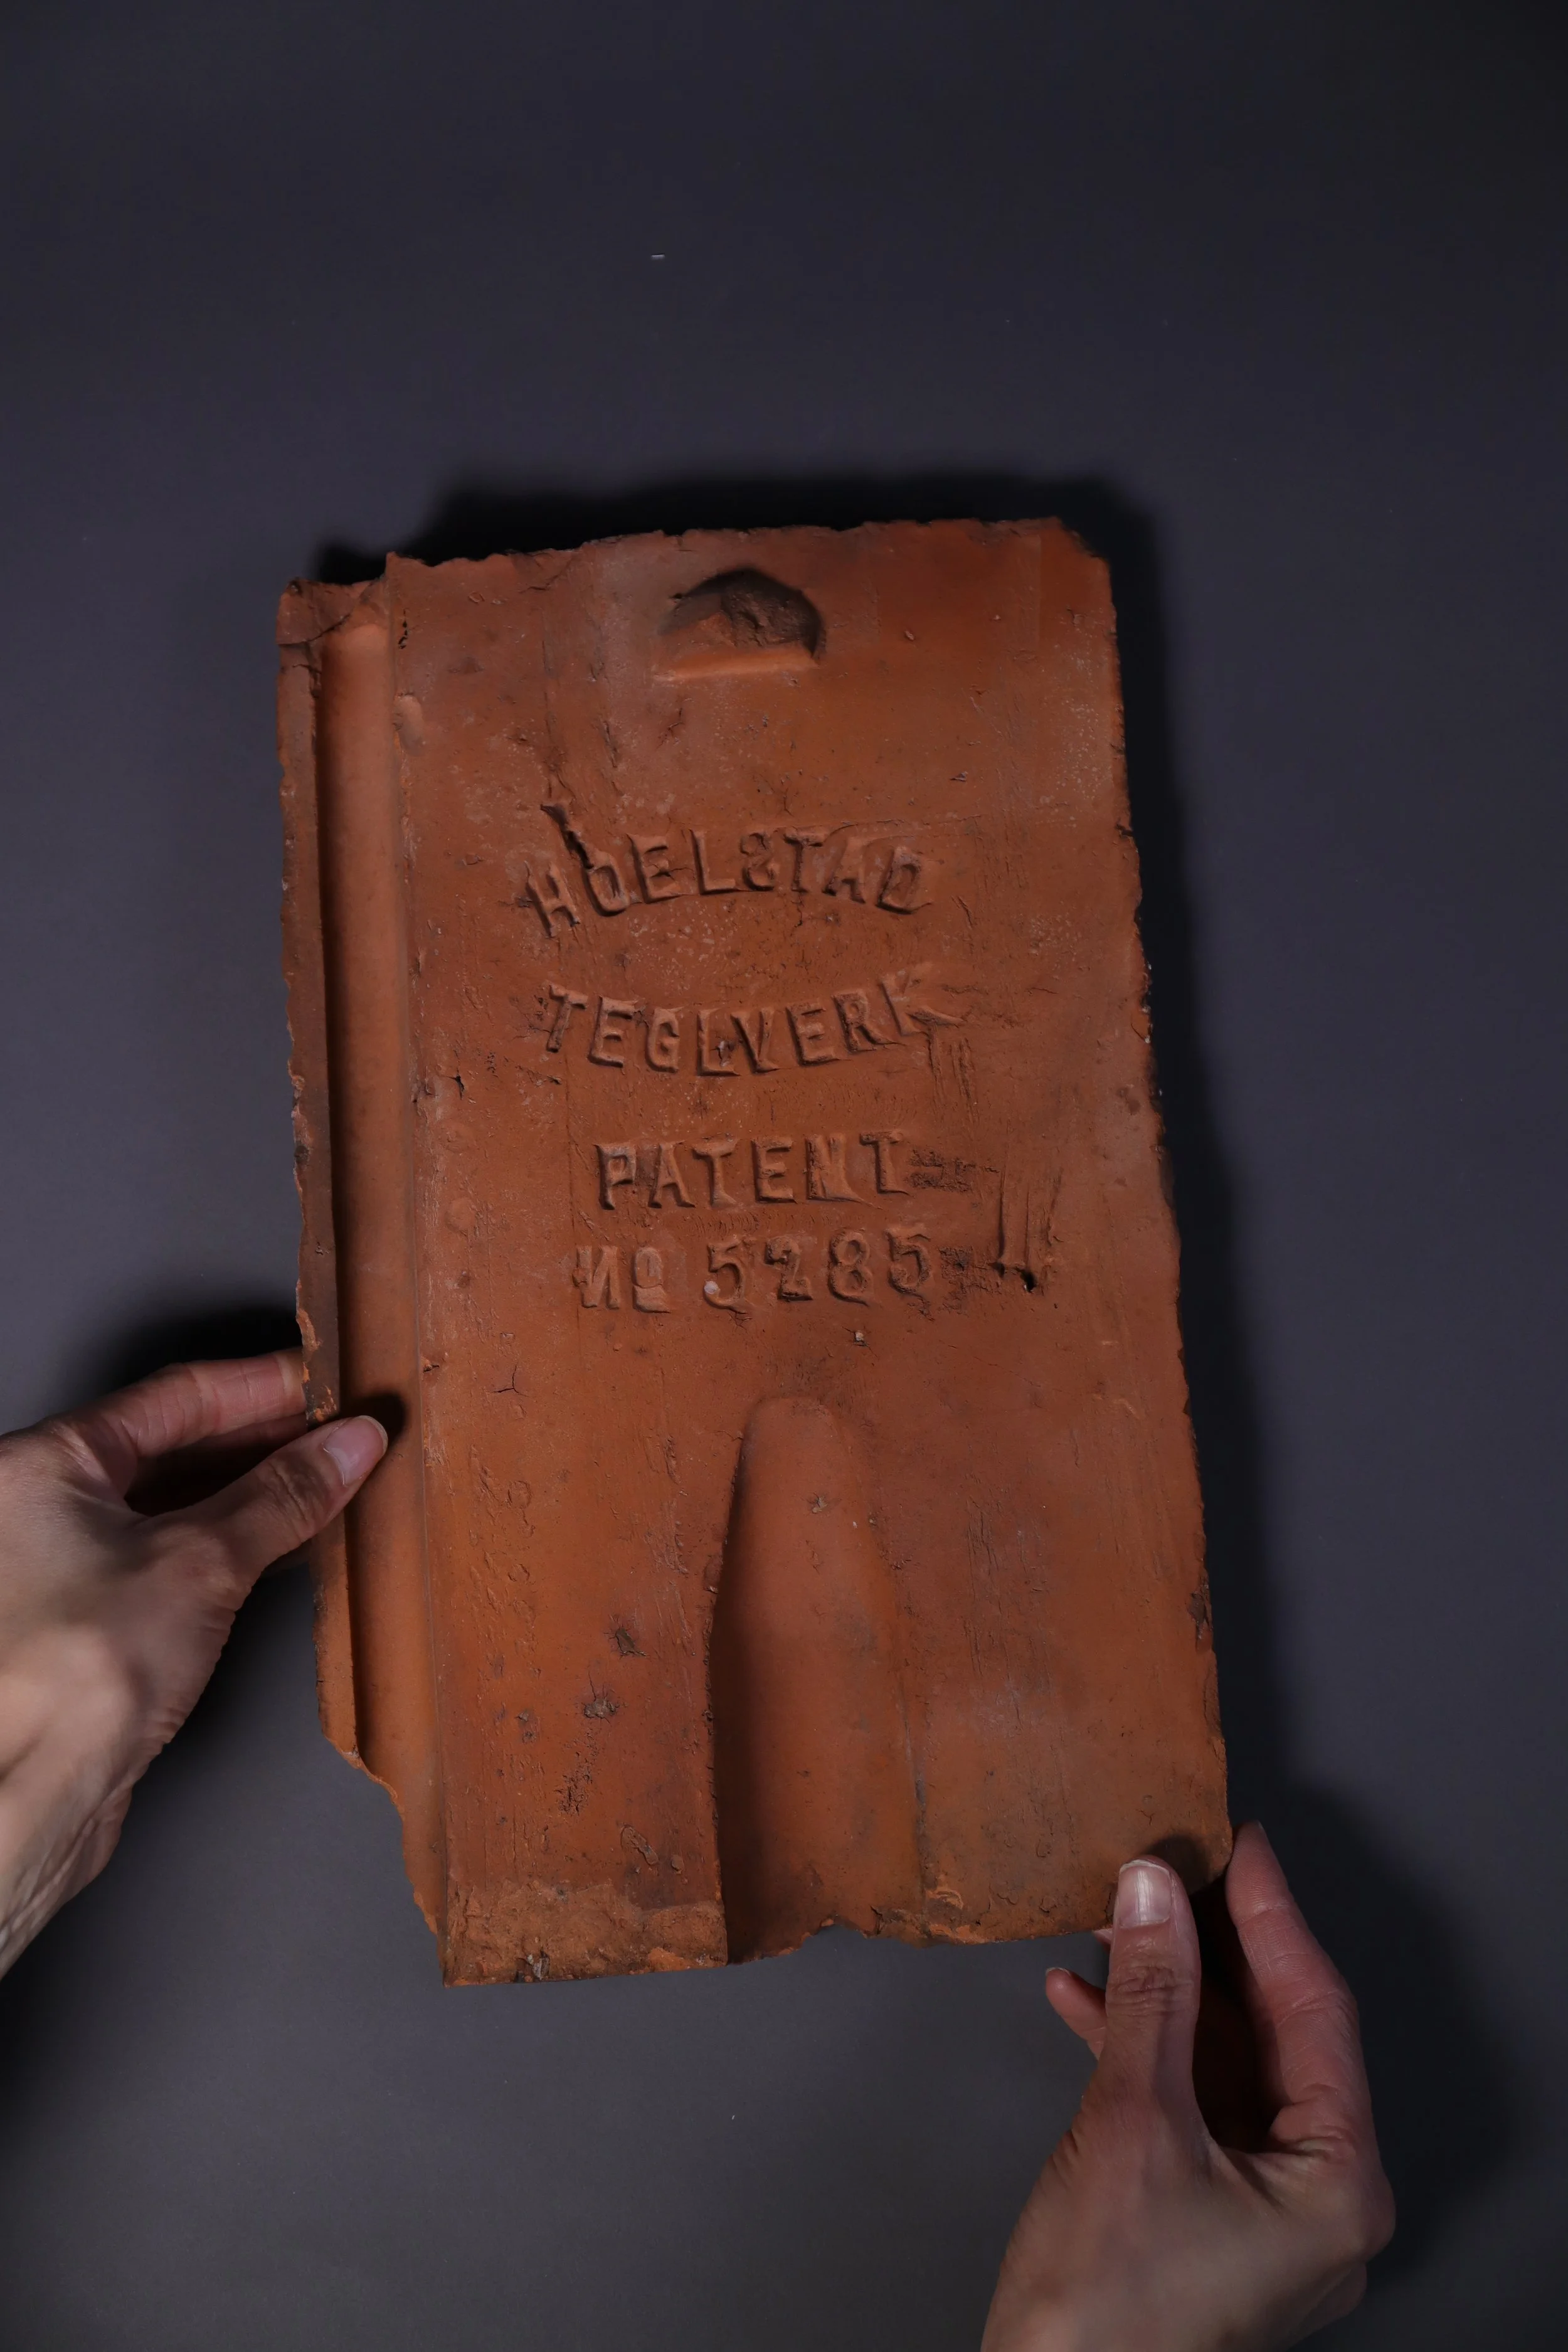 HOELSTAD
TEGLVERK
PATENT
Nº 5285